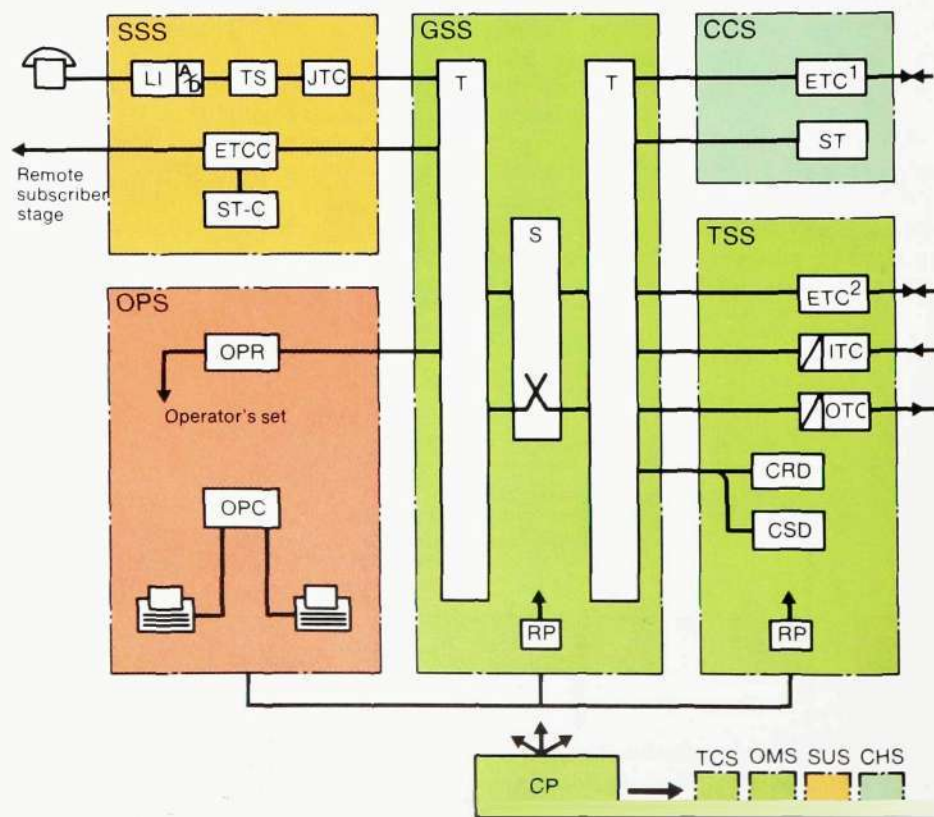 SSS
GSS
CCS
LI
A/D
TS
JTC
T
T
ETC¹
ETCC
ST
Remote
subscriber
stage
ST-C
S
TSS
OPS
ETC²
OPR
ITC
Operator's set
OTC
CRD
OPC
CSD
RP
RP
CP
TCS
OMS
SUS
CHS